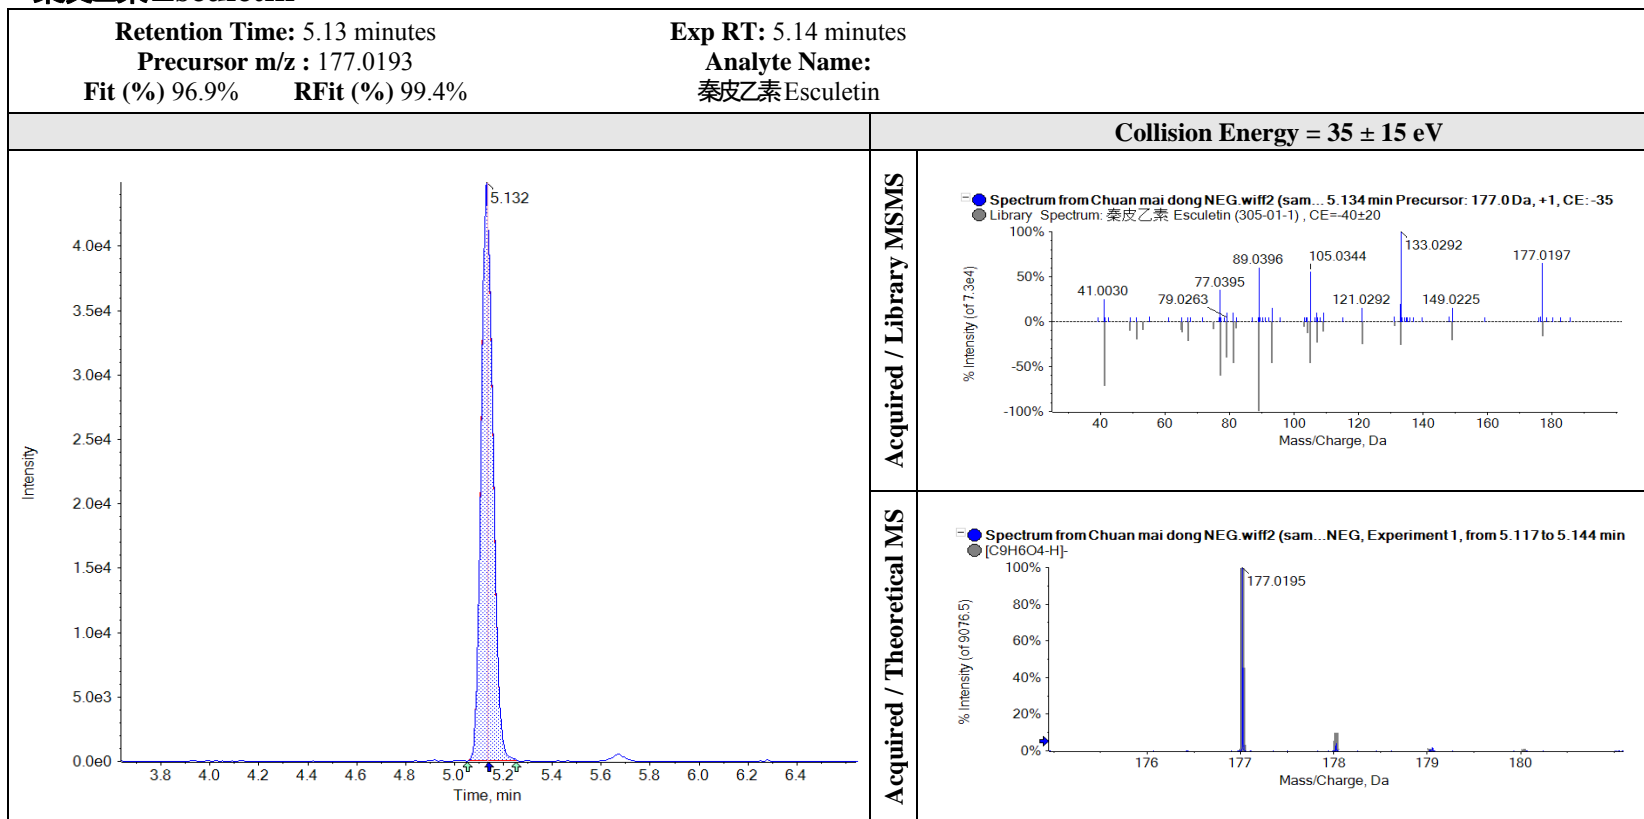 Retention Time: 5.13 minutes
Exp RT: 5.14 minutes
Precursor m/z : 177.0193
Analyte Name:
Fit (%) 96.9% RFit (%) 99.4%
秦皮乙素 Esculetin
Collision Energy = 35 ± 15 eV
5.132
4.0e4
3.5e4
3.0e4
2.5e4
2.0e4
1.5e4
1.0e4
5.0e3
0.0e0
Intensity
3.8 4.0 4.2 4.4 4.6 4.8 5.0 5.2 5.4 5.6 5.8 6.0 6.2 6.4
Time, min
Acquired / Library MSMS
Spectrum from Chuan mai dong NEG.wiff2 (sam... 5.134 min Precursor: 177.0 Da, +1, CE: -35
Library Spectrum: 秦皮乙素 Esculetin (305-01-1) , CE=-40±20
100%
50%
0%
-50%
-100%
% Intensity (of 7.3e4)
41.0030
77.0395
79.0263
89.0396
105.0344
121.0292
133.0292
149.0225
177.0197
40 60 80 100 120 140 160 180
Mass/Charge, Da
Acquired / Theoretical MS
Spectrum from Chuan mai dong NEG.wiff2 (sam...NEG, Experiment 1, from 5.117 to 5.144 min
[C9H6O4-H]-
100%
80%
60%
40%
20%
0%
% Intensity (of 9076.5)
177.0195
176 177 178 179 180
Mass/Charge, Da